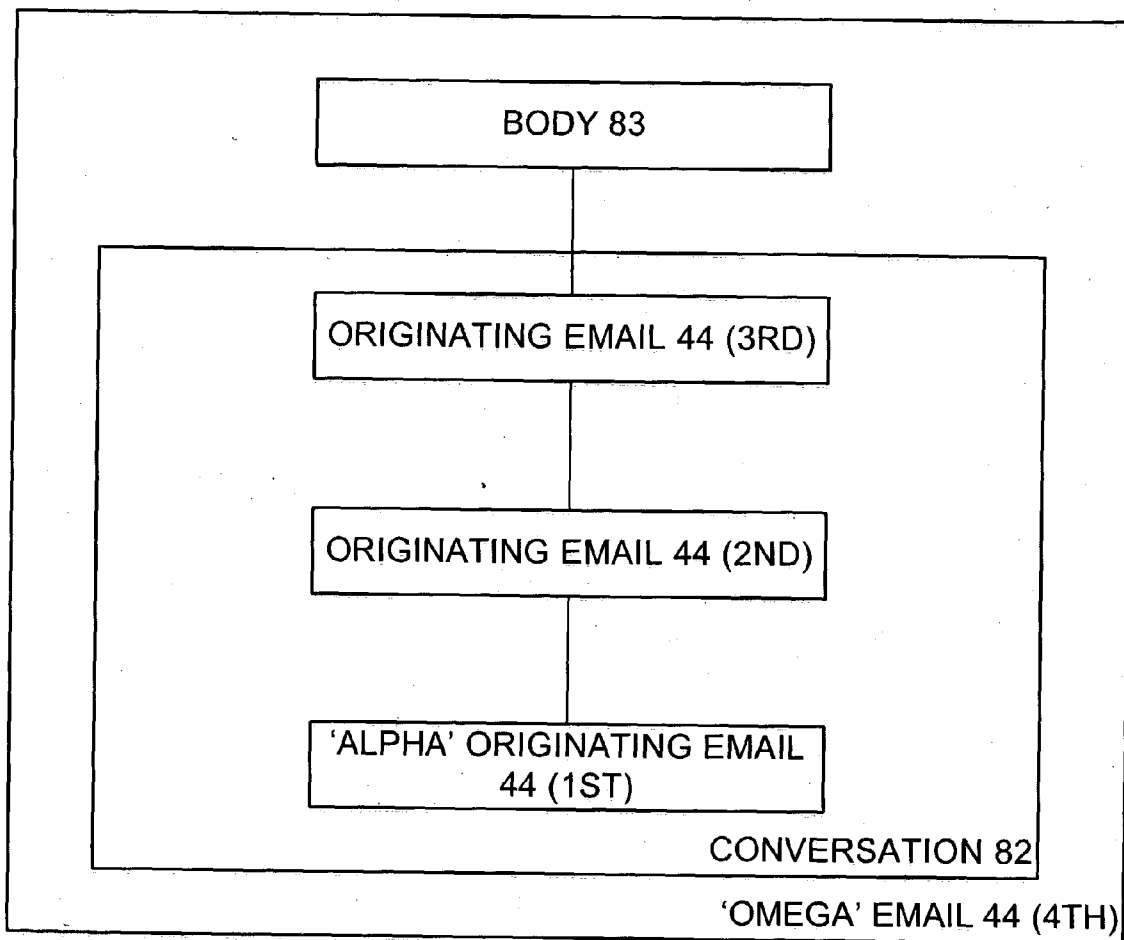 BODY 83
ORIGINATING EMAIL 44 (3RD)
ORIGINATING EMAIL 44 (2ND)
‘ALPHA’ ORIGINATING EMAIL
44 (1ST)
CONVERSATION 82
‘OMEGA’ EMAIL 44 (4TH)